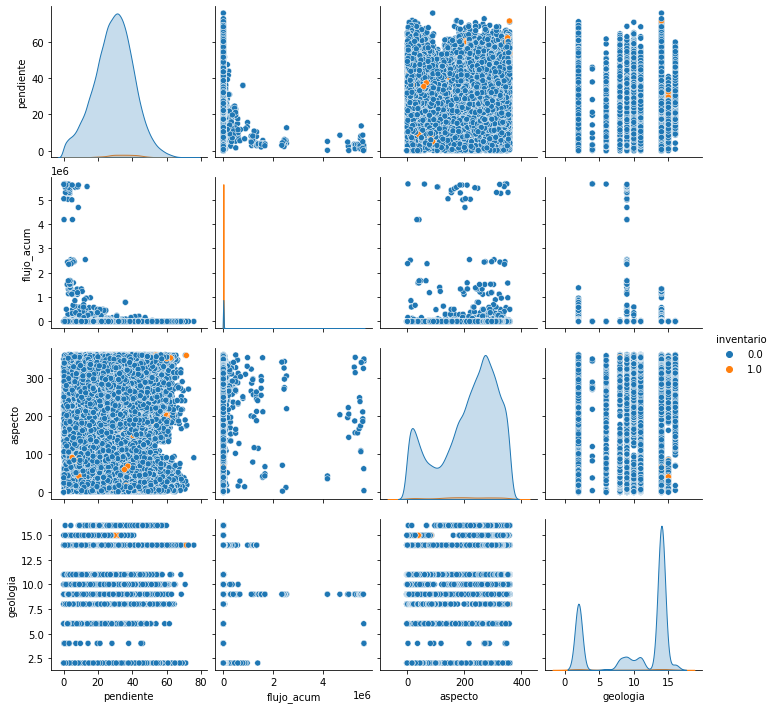 60
40
20
0
pendiente
1e6
5
4
3
2
1
0
flujo_acum
300
200
100
0
aspecto
inventario
0.0
1.0
15.0
12.5
10.0
7.5
5.0
2.5
geologia
0 20 40 60 80
0 2 4 1e6
0 200 400
0 5 10 15
pendiente flujo_acum aspecto geologia